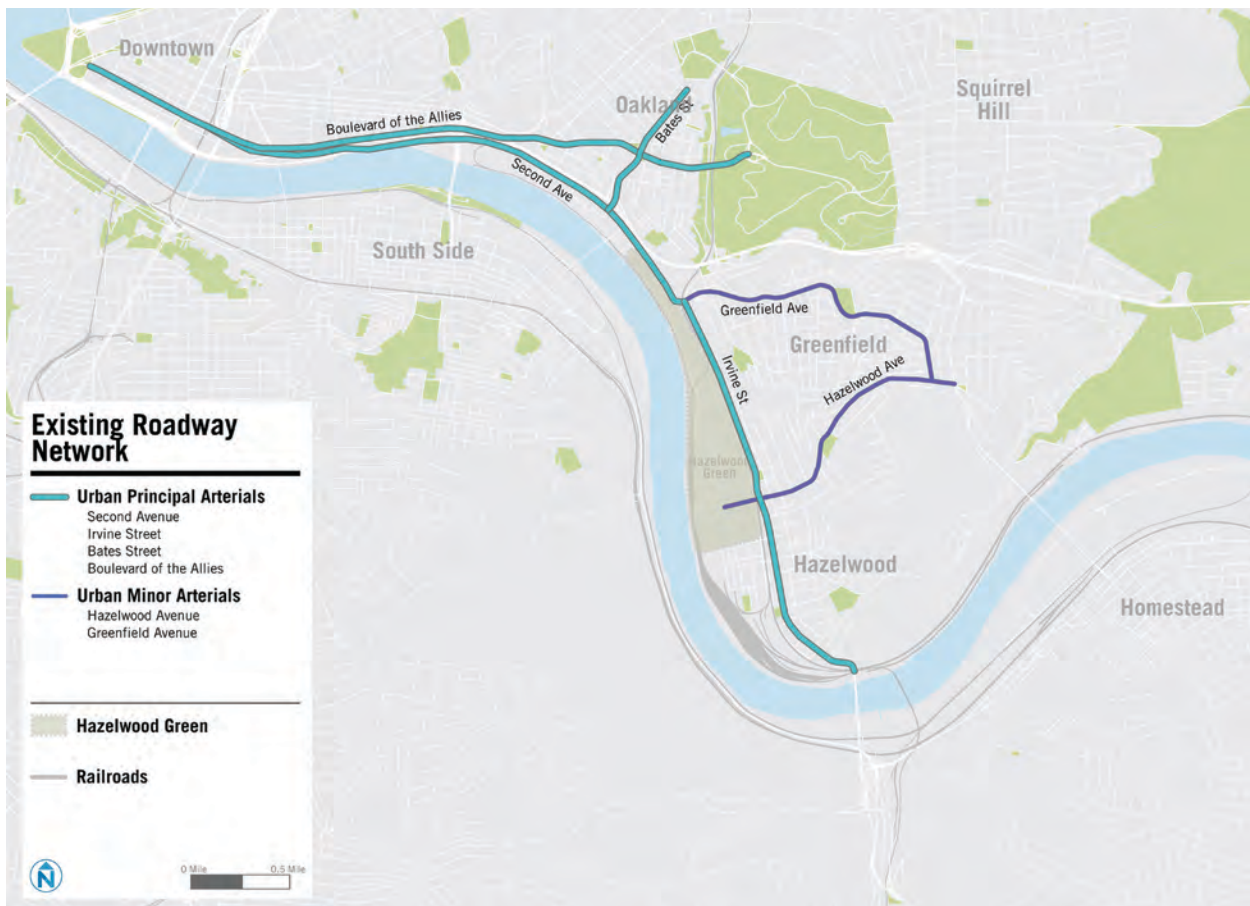 Downtown
Oakland
Squirrel
Hill
Boulevard of the Allies
Bates St
Second Ave
South Side
Greenfield Ave
Greenfield
Irvine St
Hazelwood Ave
Hazelwood
Green
Hazelwood
Homestead
Existing Roadway
Network
Urban Principal Arterials
Second Avenue
Irvine Street
Bates Street
Boulevard of the Allies
Urban Minor Arterials
Hazelwood Avenue
Greenfield Avenue
Hazelwood Green
Railroads
N
0 Mile 0.5 Mile